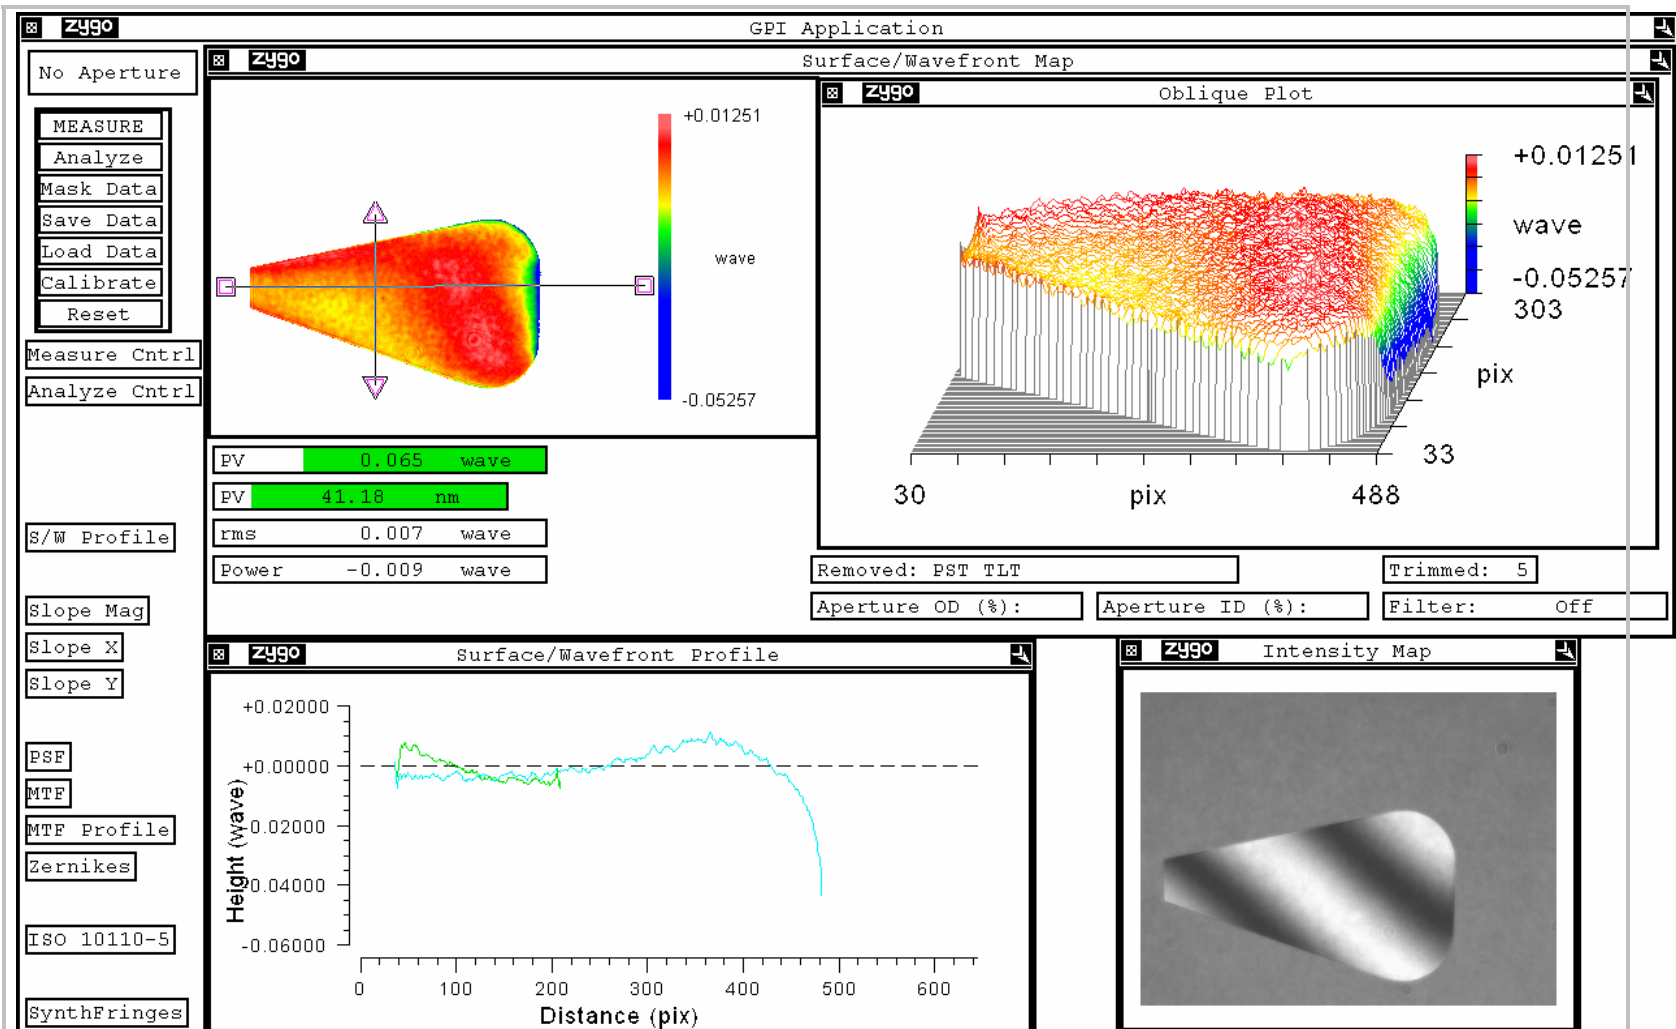 zygo GPI Application
No Aperture
MEASURE
Analyze
Mask Data
Save Data
Load Data
Calibrate
Reset
Measure Cntrl
Analyze Cntrl
S/W Profile
Slope Mag
Slope X
Slope Y
PSF
MTF
MTF Profile
Zernikes
ISO 10110-5
SynthFringes
zygo Surface/Wavefront Map
+0.01251
wave
-0.05257
zygo Oblique Plot
+0.01251
wave
-0.05257
303
pix
33
30 pix 488
PV 0.065 wave
PV 41.18 nm
rms 0.007 wave
Power -0.009 wave
Removed: PST TLT
Trimmed: 5
Aperture OD (%):
Aperture ID (%):
Filter: Off
zygo Surface/Wavefront Profile
+0.02000
+0.00000
-0.02000
-0.04000
-0.06000
Height (wave)
0 100 200 300 400 500 600
Distance (pix)
zygo Intensity Map